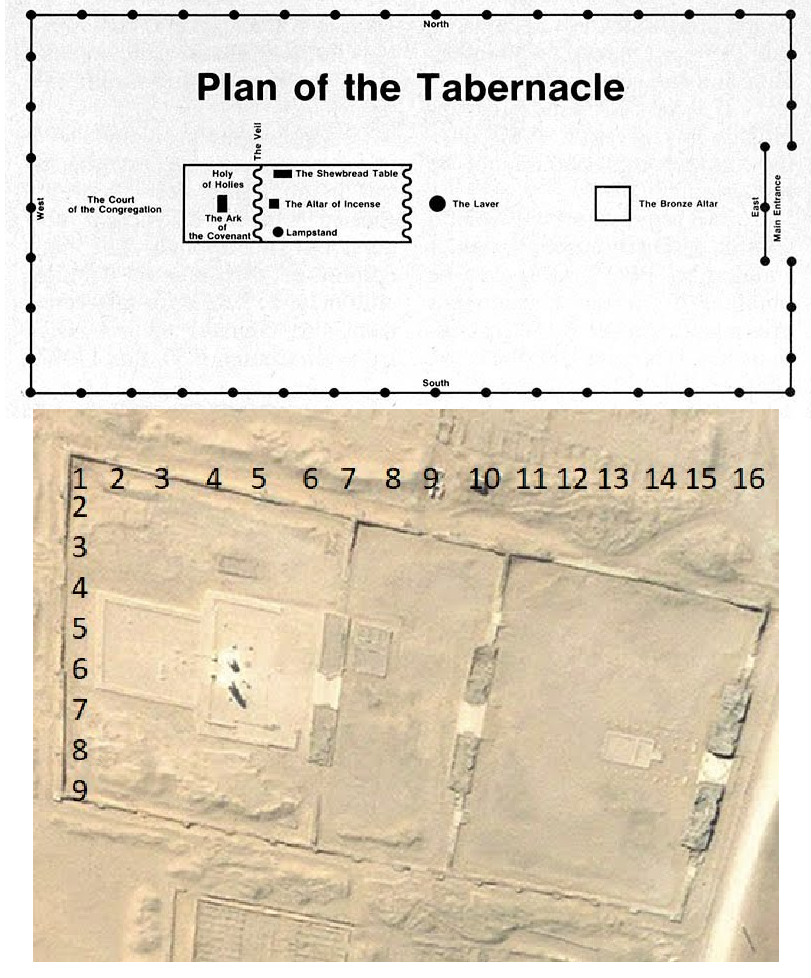 North
Plan of the Tabernacle
The Veil
Holy
of Holies
The Shewbread Table
The Court
of the Congregation
West
The Altar of Incense
The Laver
The Bronze Altar
East
Main Entrance
The Ark
of
the Covenant
Lampstand
South
1 2 3 4 5 6 7 8 9 10 11 12 13 14 15 16
2
3
4
5
6
7
8
9